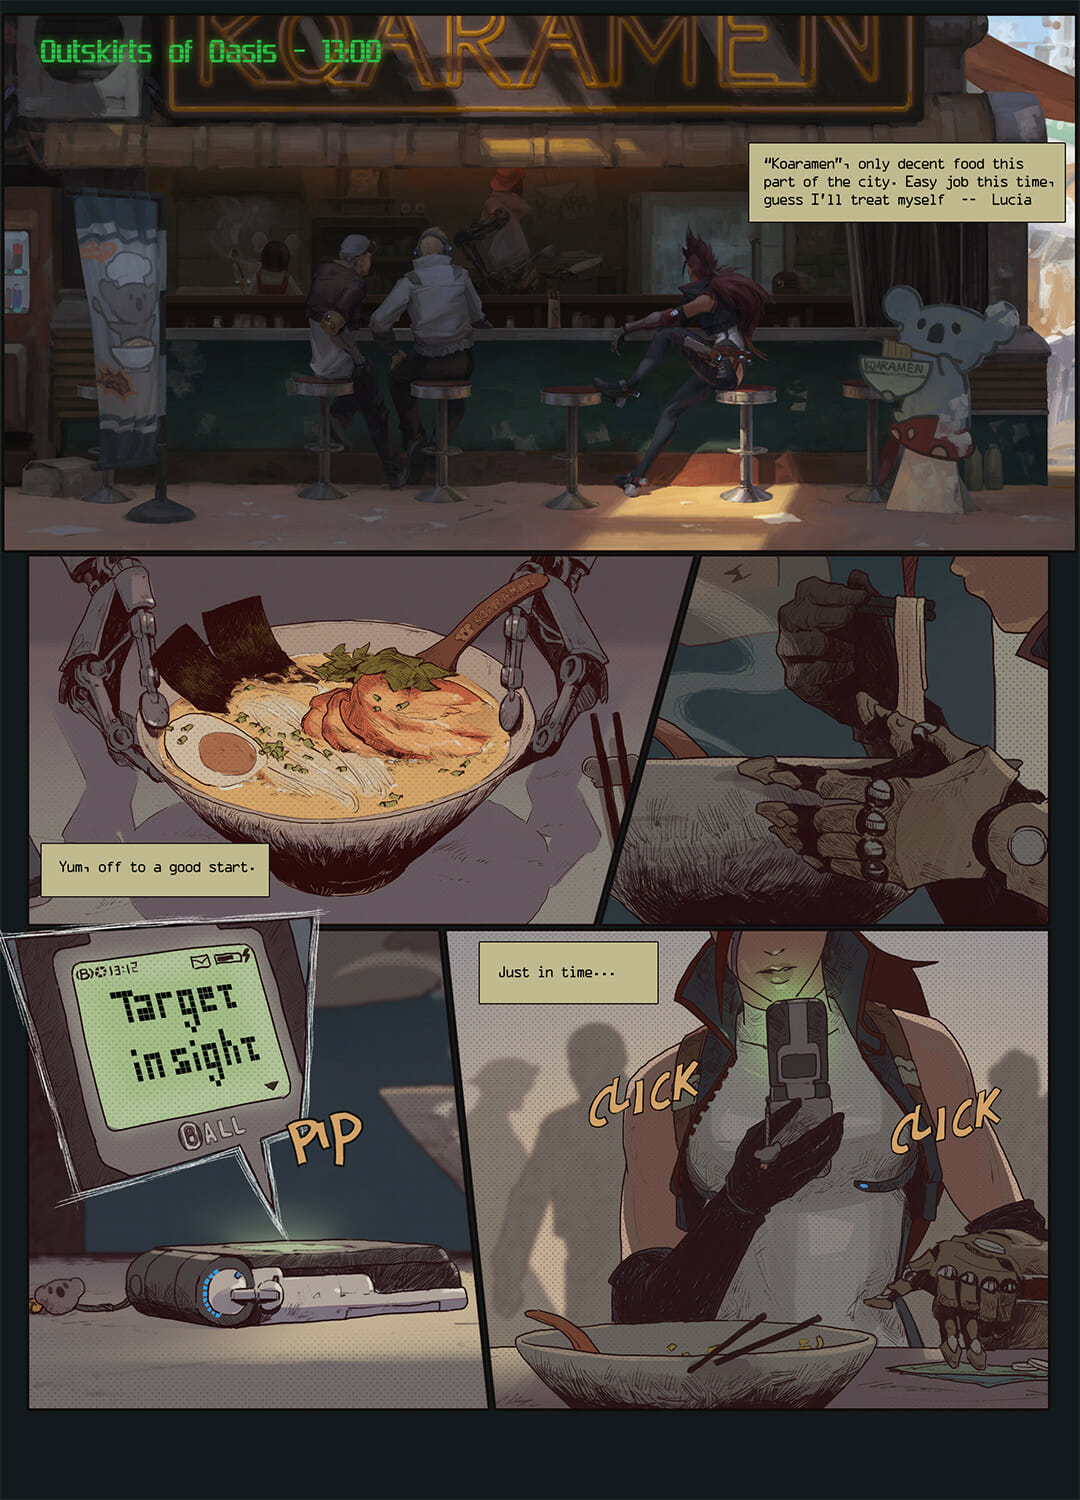 Outskirts of Oasis - 13:00
KOARAMEN
"Koaramen", only decent food this
part of the city. Easy job this time,
guess I'll treat myself -- Lucia
KOARAMEN
KOARAMEN
Yum, off to a good start.
(B) 13:12
Target
in sight
BALL
PIP
Just in time...
CLICK
CLICK